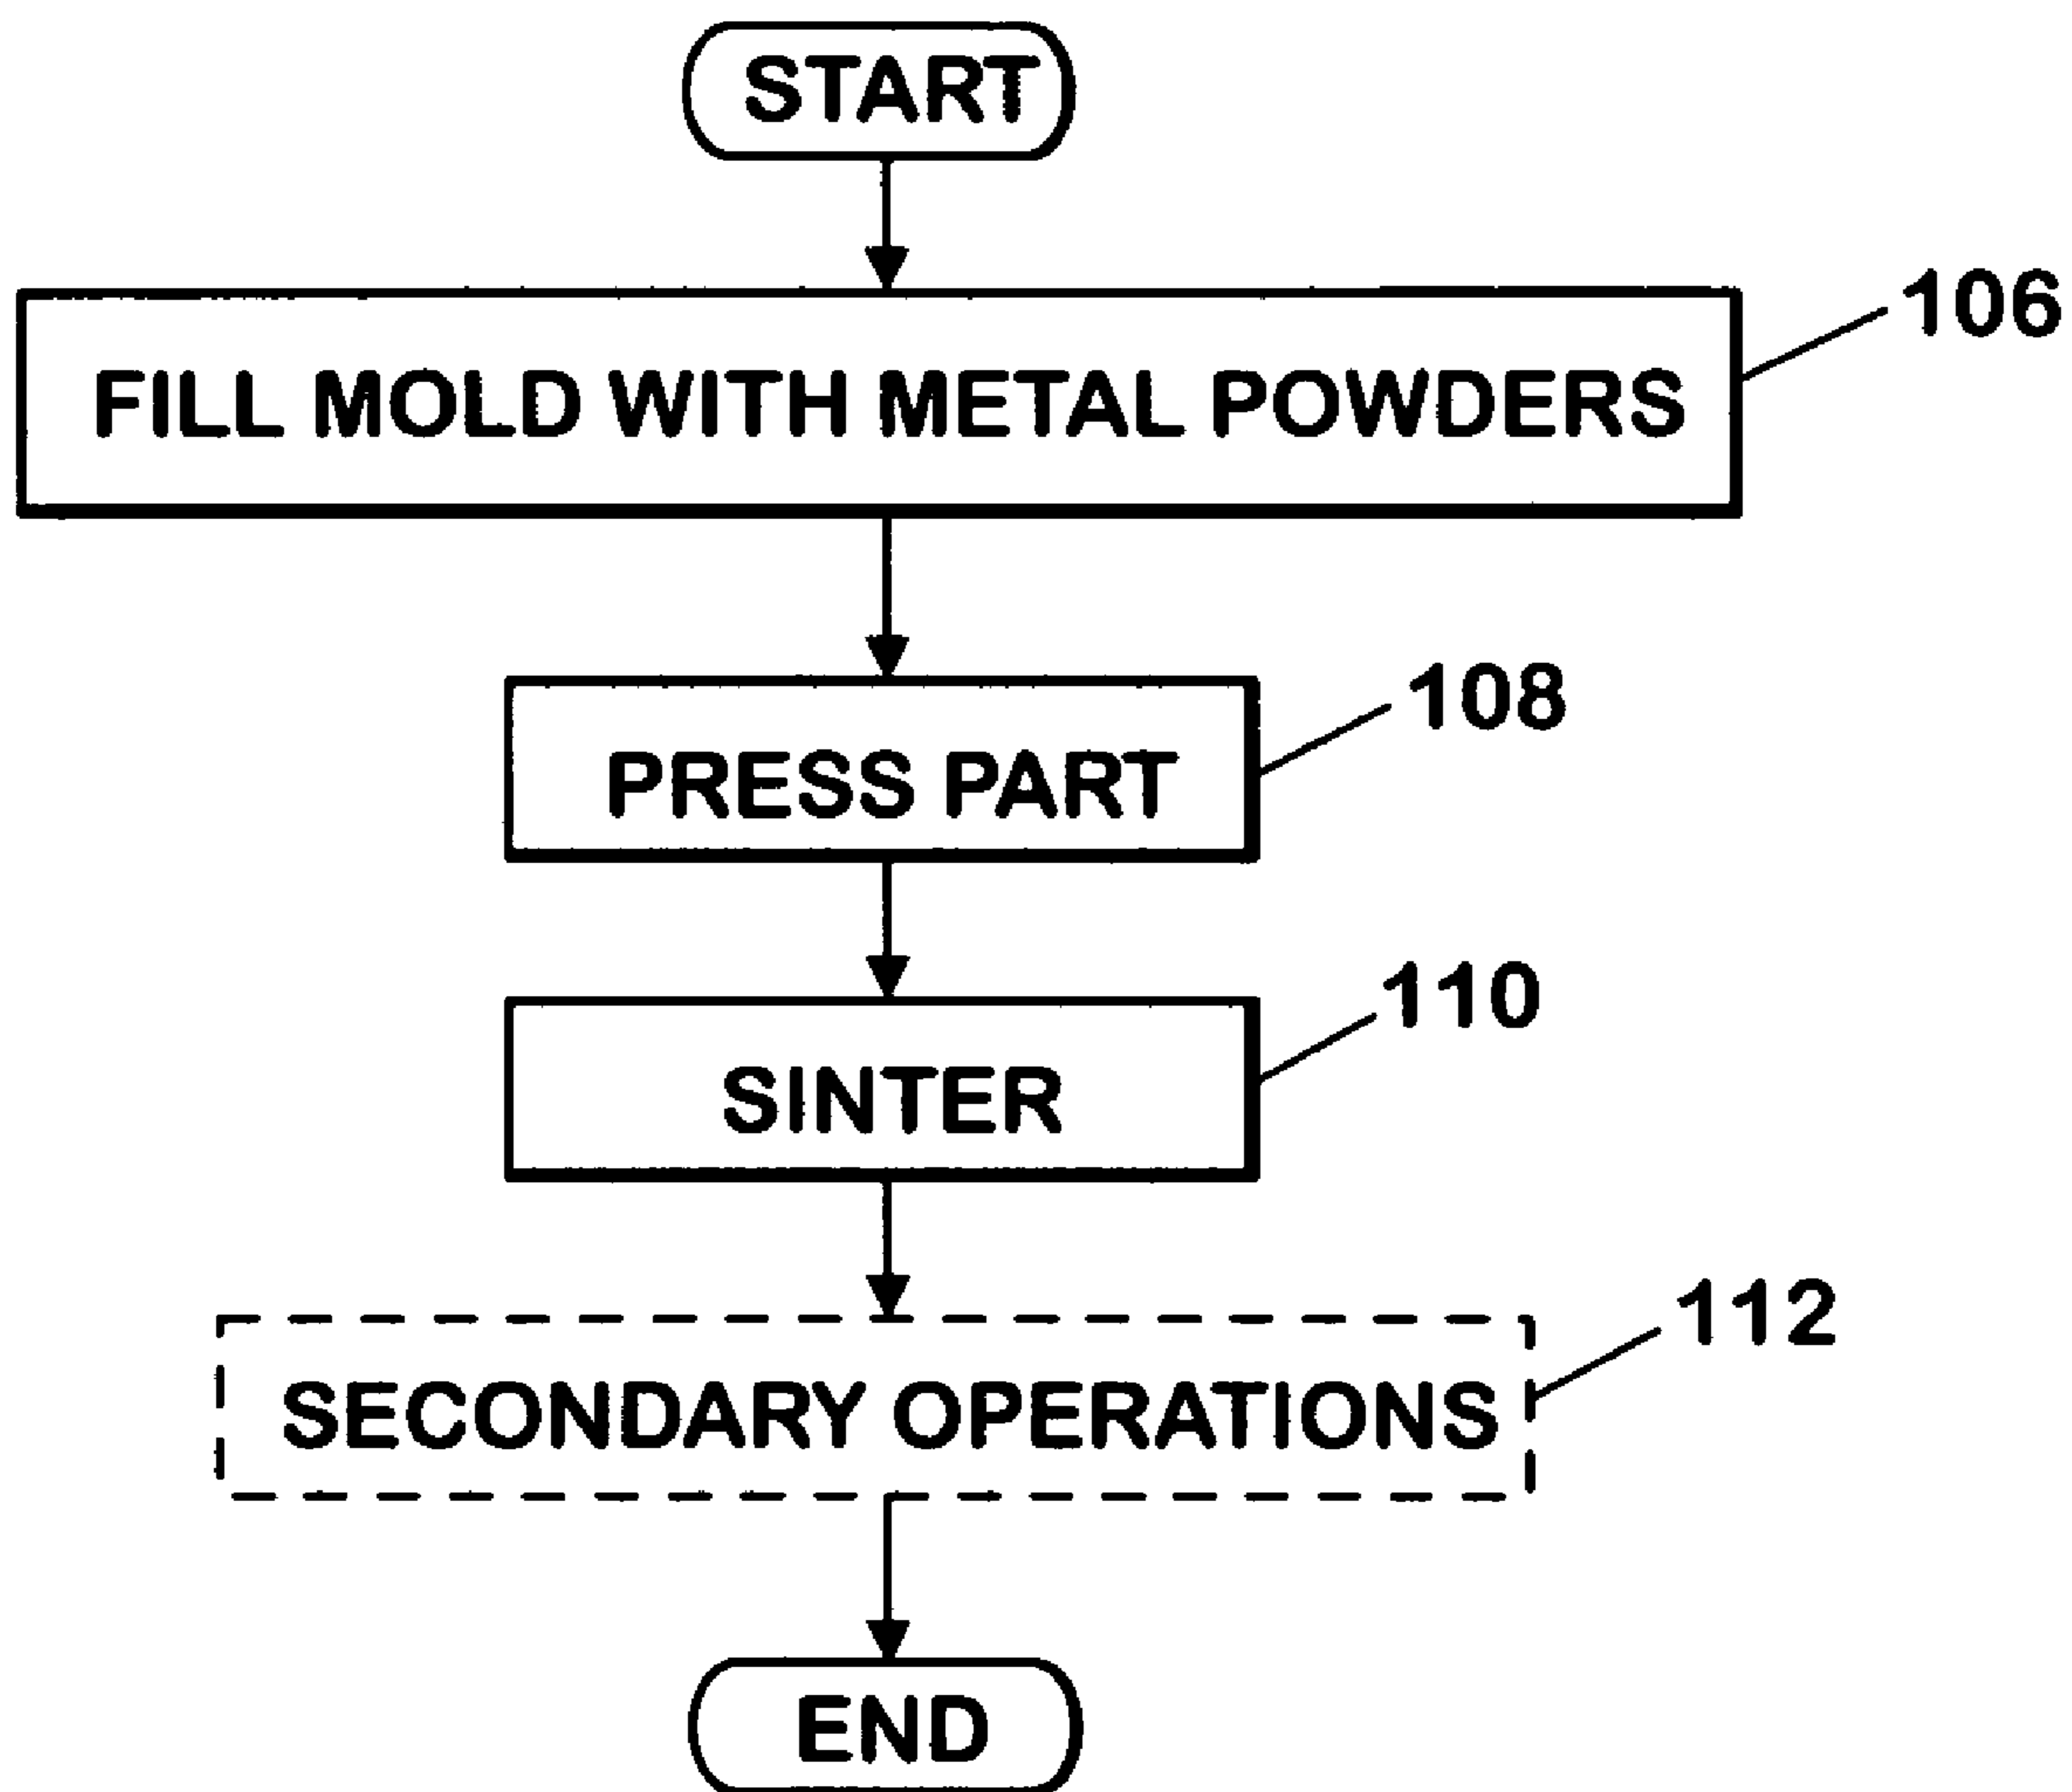 START
106
FILL MOLD WITH METAL POWDERS
108
PRESS PART
110
SINTER
112
SECONDARY OPERATIONS
END